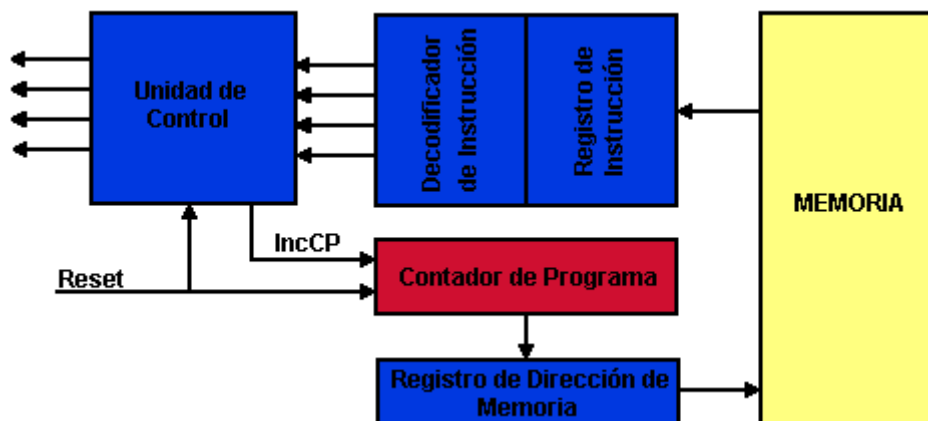 Unidad de
Control
Decodificador
de Instrucción
Registro de
Instrucción
MEMORIA
IncCP
Reset
Contador de Programa
Registro de Dirección de
Memoria